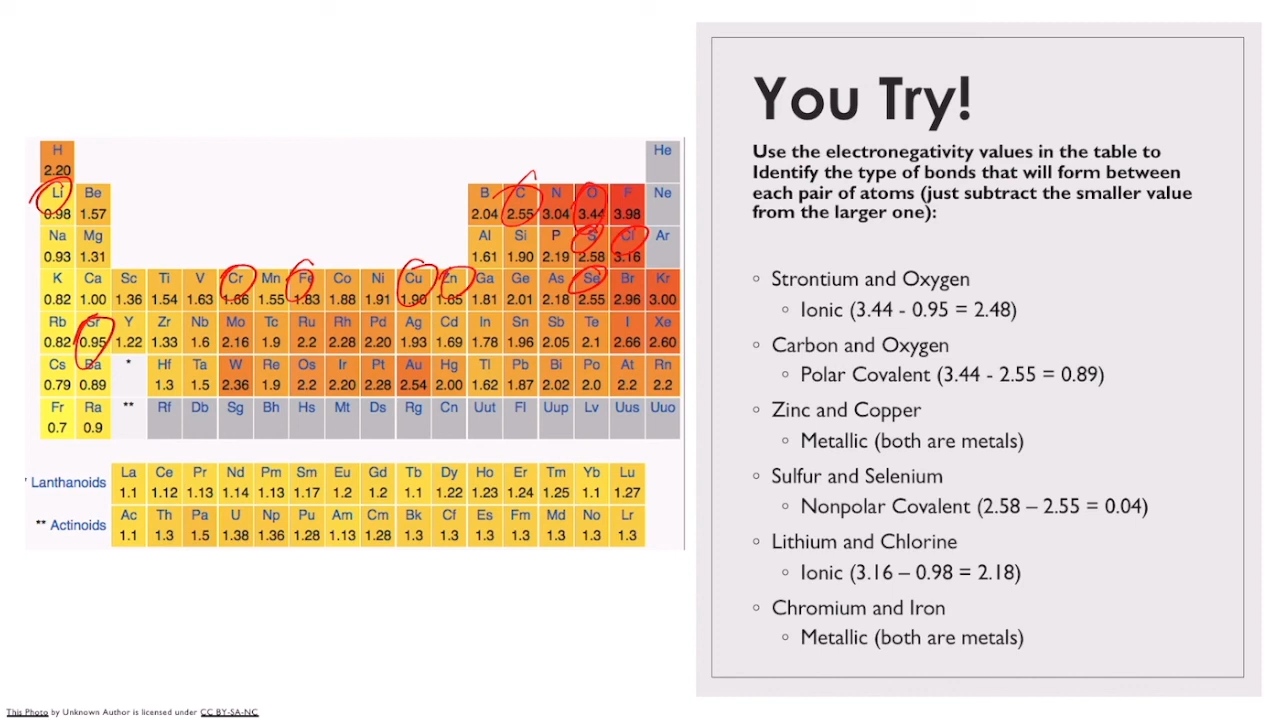 H He
2.20
Li Be B C N O F Ne
0.98 1.57 2.04 2.55 3.04 3.44 3.98
Na Mg Al Si P S Cl Ar
0.93 1.31 1.61 1.90 2.19 2.58 3.16
K Ca Sc Ti V Cr Mn Fe Co Ni Cu Zn Ga Ge As Se Br Kr
0.82 1.00 1.36 1.54 1.63 1.66 1.55 1.83 1.88 1.91 1.90 1.65 1.81 2.01 2.18 2.55 2.96 3.00
Rb Sr Y Zr Nb Mo Tc Ru Rh Pd Ag Cd In Sn Sb Te I Xe
0.82 0.95 1.22 1.33 1.6 2.16 1.9 2.2 2.28 2.20 1.93 1.69 1.78 1.96 2.05 2.1 2.66 2.60
Cs Ba * Hf Ta W Re Os Ir Pt Au Hg Tl Pb Bi Po At Rn
0.79 0.89 1.3 1.5 2.36 1.9 2.2 2.20 2.28 2.54 2.00 1.62 1.87 2.02 2.0 2.2 2.2
Fr Ra ** Rf Db Sg Bh Hs Mt Ds Rg Cn Uut Fl Uup Lv Uus Uuo
0.7 0.9
La Ce Pr Nd Pm Sm Eu Gd Tb Dy Ho Er Tm Yb Lu
* Lanthanoids
1.1 1.12 1.13 1.14 1.13 1.17 1.2 1.2 1.1 1.22 1.23 1.24 1.25 1.1 1.27
Ac Th Pa U Np Pu Am Cm Bk Cf Es Fm Md No Lr
** Actinoids
1.1 1.3 1.5 1.38 1.36 1.28 1.13 1.28 1.3 1.3 1.3 1.3 1.3 1.3 1.3
This Photo by Unknown Author is licensed under CC BY-SA-NC
You Try!
Use the electronegativity values in the table to
Identify the type of bonds that will form between
each pair of atoms (just subtract the smaller value
from the larger one):
◦ Strontium and Oxygen
◦ Ionic (3.44 - 0.95 = 2.48)
◦ Carbon and Oxygen
◦ Polar Covalent (3.44 - 2.55 = 0.89)
◦ Zinc and Copper
◦ Metallic (both are metals)
◦ Sulfur and Selenium
◦ Nonpolar Covalent (2.58 – 2.55 = 0.04)
◦ Lithium and Chlorine
◦ Ionic (3.16 – 0.98 = 2.18)
◦ Chromium and Iron
◦ Metallic (both are metals)